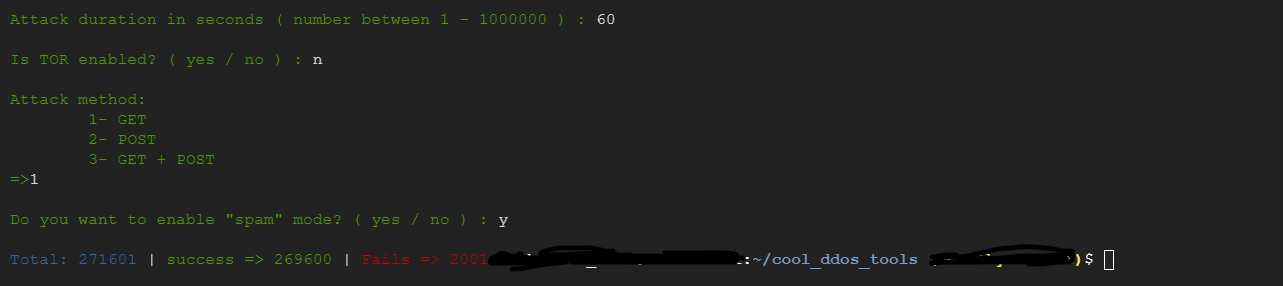 Attack duration in seconds ( number between 1 - 1000000 ) : 60
Is TOR enabled? ( yes / no ) : n
Attack method:
1- GET
2- POST
3- GET + POST
=>1
Do you want to enable "spam" mode? ( yes / no ) : y
Total: 271601 | success => 269600 | Fails => 2001 :~/cool_ddos_tools )$